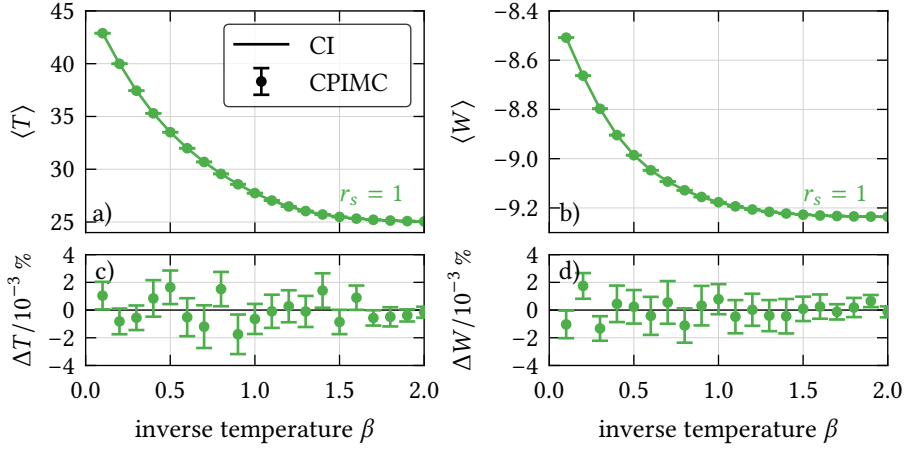 45
40
35
30
25
⟨T⟩
CI
CPIMC
r_s = 1
a)
−8.4
−8.6
−8.8
−9.0
−9.2
⟨W⟩
r_s = 1
b)
4
2
0
−2
−4
ΔT/10⁻³ %
c)
0.0 0.5 1.0 1.5 2.0
inverse temperature β
4
2
0
−2
−4
ΔW/10⁻³ %
d)
0.0 0.5 1.0 1.5 2.0
inverse temperature β